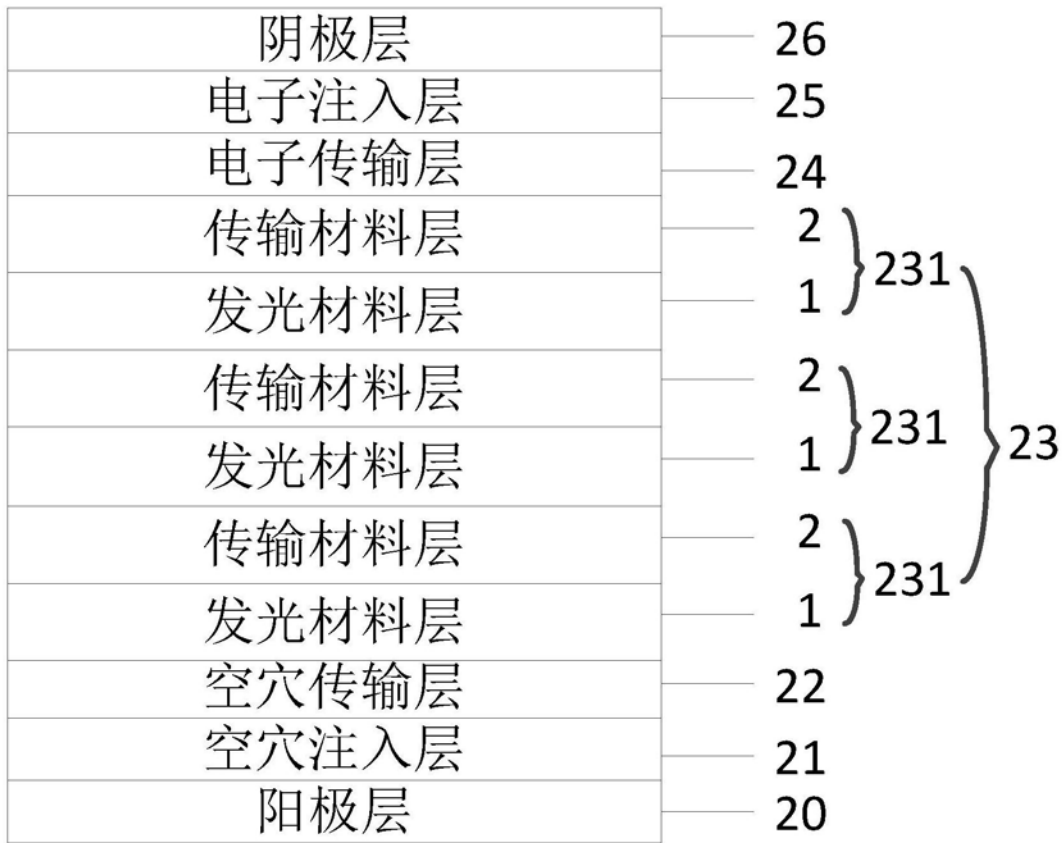 阴极层 26
电子注入层 25
电子传输层 24
传输材料层 2
231
发光材料层 1
传输材料层 2
231
23
发光材料层 1
传输材料层 2
231
发光材料层 1
空穴传输层 22
空穴注入层 21
阳极层 20